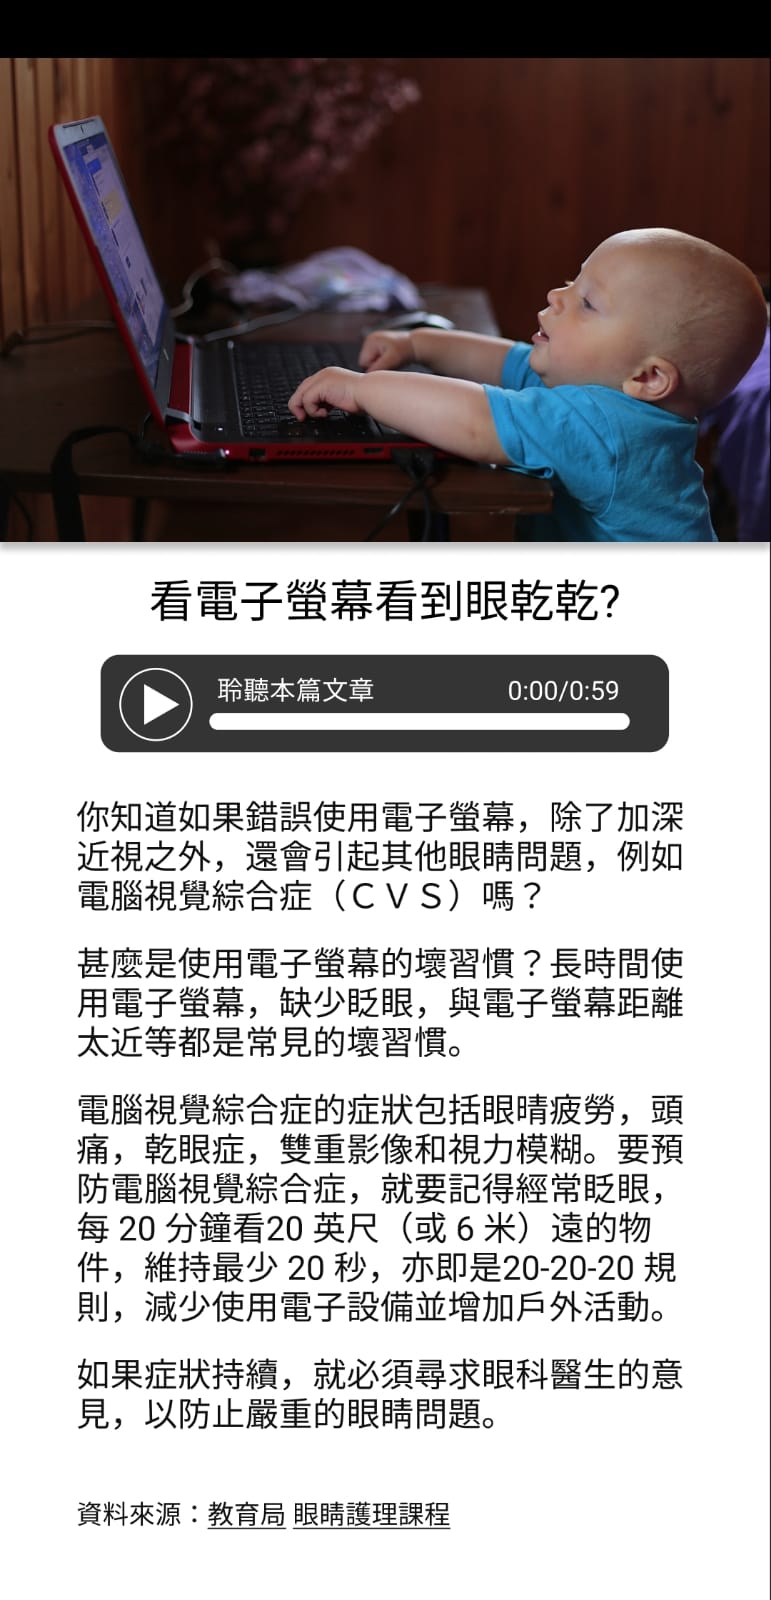 看電子螢幕看到眼乾乾?
聆聽本篇文章 0:00/0:59
你知道如果錯誤使用電子螢幕，除了加深
近視之外，還會引起其他眼睛問題，例如
電腦視覺綜合症（ＣＶＳ）嗎？
甚麼是使用電子螢幕的壞習慣？長時間使
用電子螢幕，缺少眨眼，與電子螢幕距離
太近等都是常見的壞習慣。
電腦視覺綜合症的症狀包括眼晴疲勞，頭
痛，乾眼症，雙重影像和視力模糊。要預
防電腦視覺綜合症，就要記得經常眨眼，
每 20 分鐘看20 英尺（或 6 米）遠的物
件，維持最少 20 秒，亦即是20-20-20 規
則，減少使用電子設備並增加戶外活動。
如果症狀持續，就必須尋求眼科醫生的意
見，以防止嚴重的眼睛問題。
資料來源：教育局 眼睛護理課程